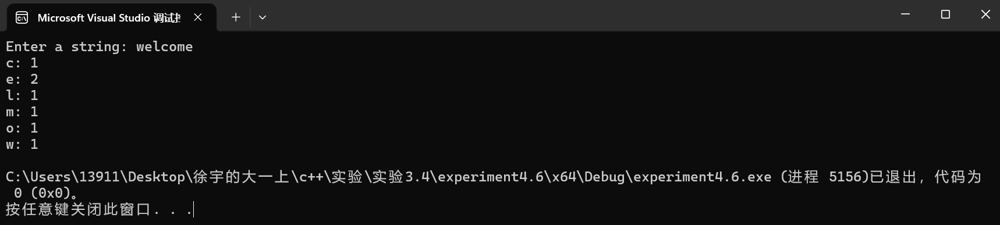 Microsoft Visual Studio 调试控
Enter a string: welcome
c: 1
e: 2
l: 1
m: 1
o: 1
w: 1
C:\Users\13911\Desktop\徐宇的大一上\c++\实验\实验3.4\experiment4.6\x64\Debug\experiment4.6.exe (进程 5156)已退出，代码为
0 (0x0)。
按任意键关闭此窗口. . .